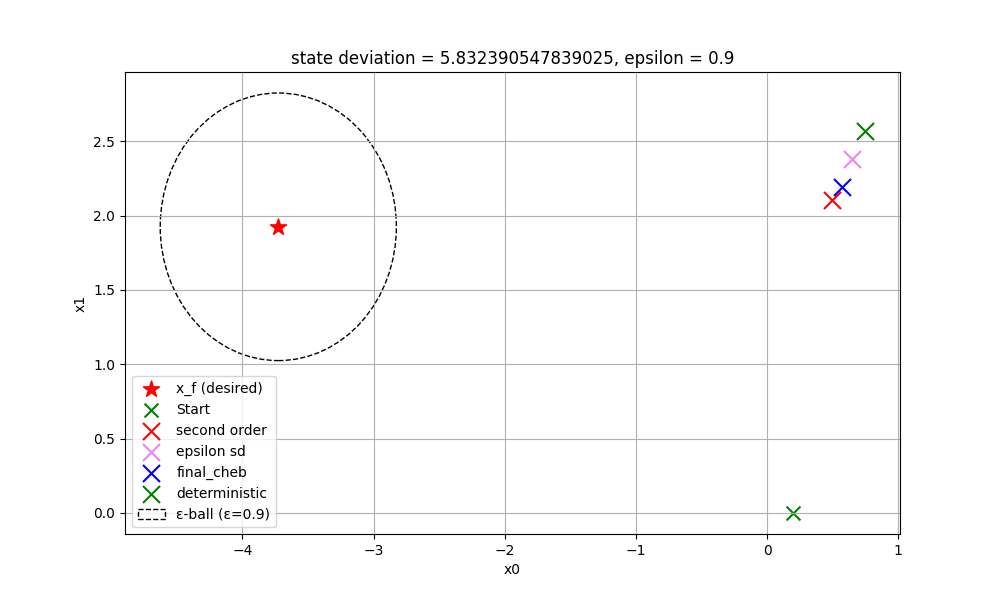 state deviation = 5.832390547839025, epsilon = 0.9
x1
2.5
2.0
1.5
1.0
0.5
0.0
x_f (desired)
Start
second order
epsilon sd
final_cheb
deterministic
ε-ball (ε=0.9)
−4
−3
−2
−1
0
1
x0